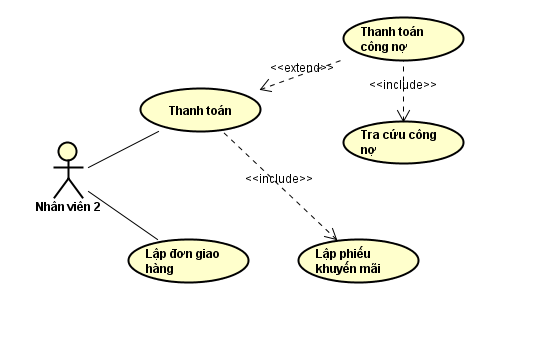 Thanh toán
công nợ
<<extend>>
<<include>>
Thanh toán
Tra cứu công
nợ
<<include>>
Nhân viên 2
Lập đơn giao
hàng
Lập phiếu
khuyến mãi